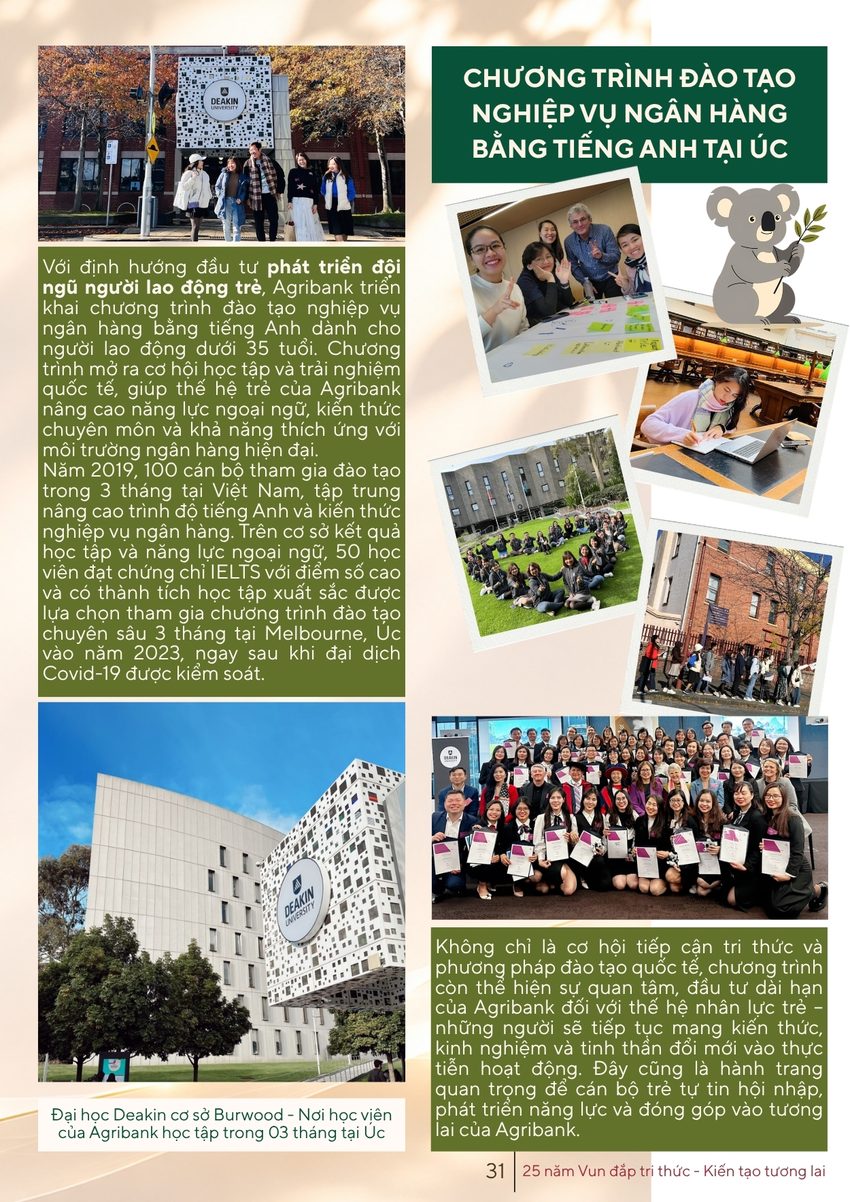 DEAKIN
UNIVERSITY
CHƯƠNG TRÌNH ĐÀO TẠO
NGHIỆP VỤ NGÂN HÀNG
BẰNG TIẾNG ANH TẠI ÚC
Với định hướng đầu tư phát triển đội
ngũ người lao động trẻ, Agribank triển
khai chương trình đào tạo nghiệp vụ
ngân hàng bằng tiếng Anh dành cho
người lao động dưới 35 tuổi. Chương
trình mở ra cơ hội học tập và trải nghiệm
quốc tế, giúp thế hệ trẻ của Agribank
nâng cao năng lực ngoại ngữ, kiến thức
chuyên môn và khả năng thích ứng với
môi trường ngân hàng hiện đại.
Năm 2019, 100 cán bộ tham gia đào tạo
trong 3 tháng tại Việt Nam, tập trung
nâng cao trình độ tiếng Anh và kiến thức
nghiệp vụ ngân hàng. Trên cơ sở kết quả
học tập và năng lực ngoại ngữ, 50 học
viên đạt chứng chỉ IELTS với điểm số cao
và có thành tích học tập xuất sắc được
lựa chọn tham gia chương trình đào tạo
chuyên sâu 3 tháng tại Melbourne, Úc
vào năm 2023, ngay sau khi đại dịch
Covid-19 được kiểm soát.
DEAKIN
UNIVERSITY
Đại học Deakin cơ sở Burwood - Nơi học viên
của Agribank học tập trong 03 tháng tại Úc
Không chỉ là cơ hội tiếp cận tri thức và
phương pháp đào tạo quốc tế, chương trình
còn thể hiện sự quan tâm, đầu tư dài hạn
của Agribank đối với thế hệ nhân lực trẻ –
những người sẽ tiếp tục mang kiến thức,
kinh nghiệm và tinh thần đổi mới vào thực
tiễn hoạt động. Đây cũng là hành trang
quan trọng để cán bộ trẻ tự tin hội nhập,
phát triển năng lực và đóng góp vào tương
lai của Agribank.
31 25 năm Vun đắp tri thức - Kiến tạo tương lai